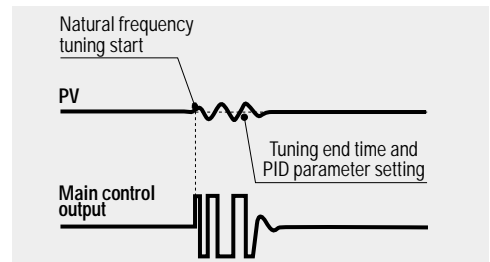 Natural frequency
tuning start
PV
Tuning end time and
PID parameter setting
Main control
output